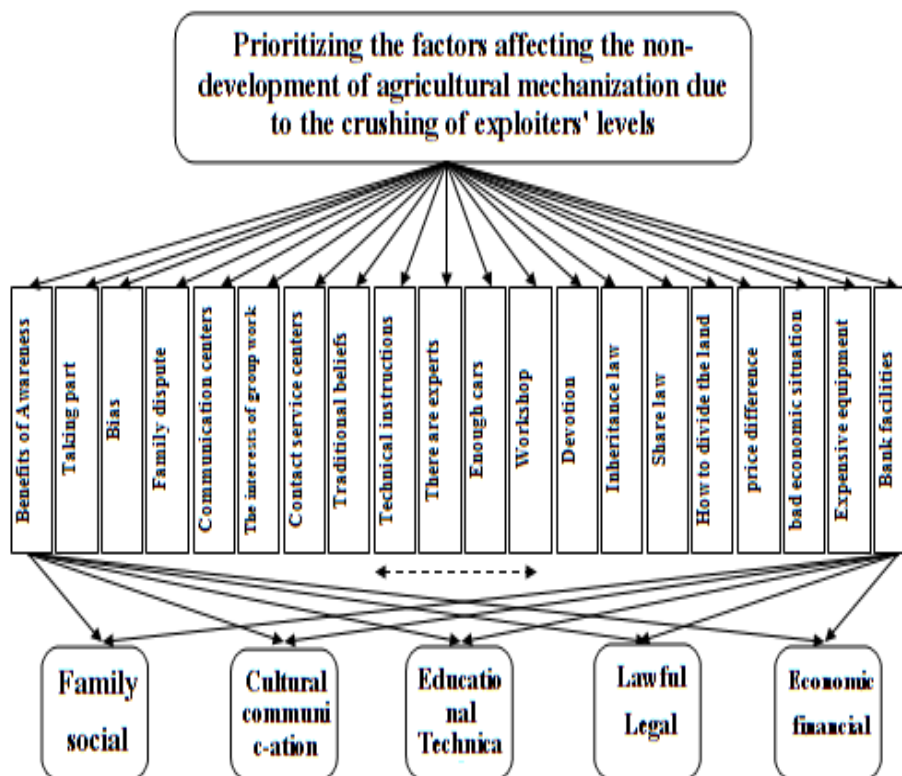 Prioritizing the factors affecting the non-
development of agricultural mechanization due
to the crushing of exploiters' levels
Benefits of Awareness
Taking part
Bias
Family dispute
Communication centers
The interests of group work
Contact service centers
Traditional beliefs
Technical instructions
There are experts
Enough cars
Workshop
Devotion
Inheritance law
Share law
How to divide the land
price difference
bad economic situation
Expensive equipment
Bank facilities
Family
social
Cultural
communi
c-ation
Educatio
nal
Technica
Lawful
Legal
Economic
financial